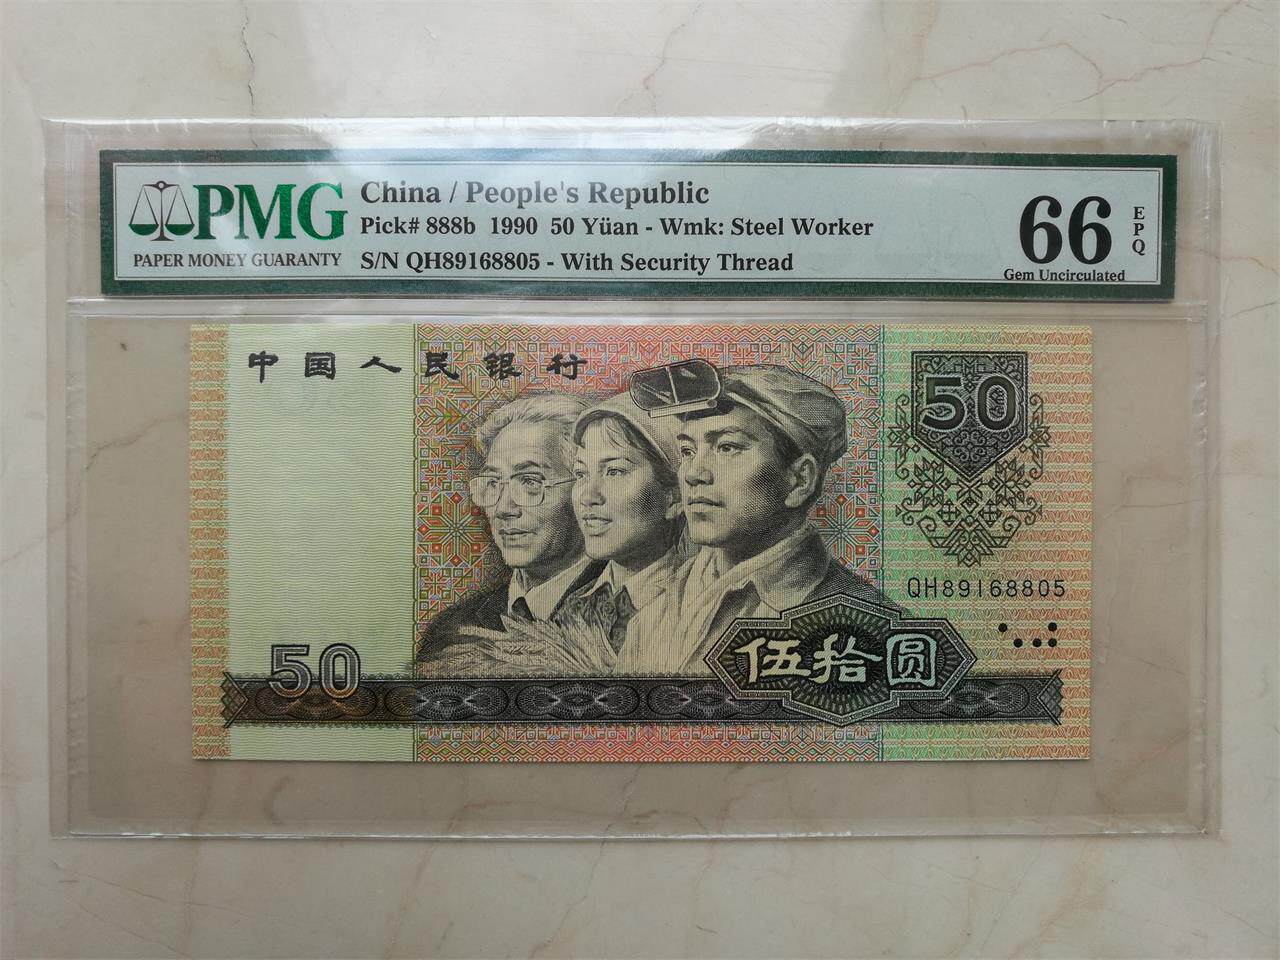 PMG
PAPER MONEY GUARANTY
China / People's Republic
Pick# 888b 1990 50 Yüan - Wmk: Steel Worker
S/N QH89168805 - With Security Thread
66
EPQ
Gem Uncirculated
中国人民银行
50
QH89168805
50
伍拾圆